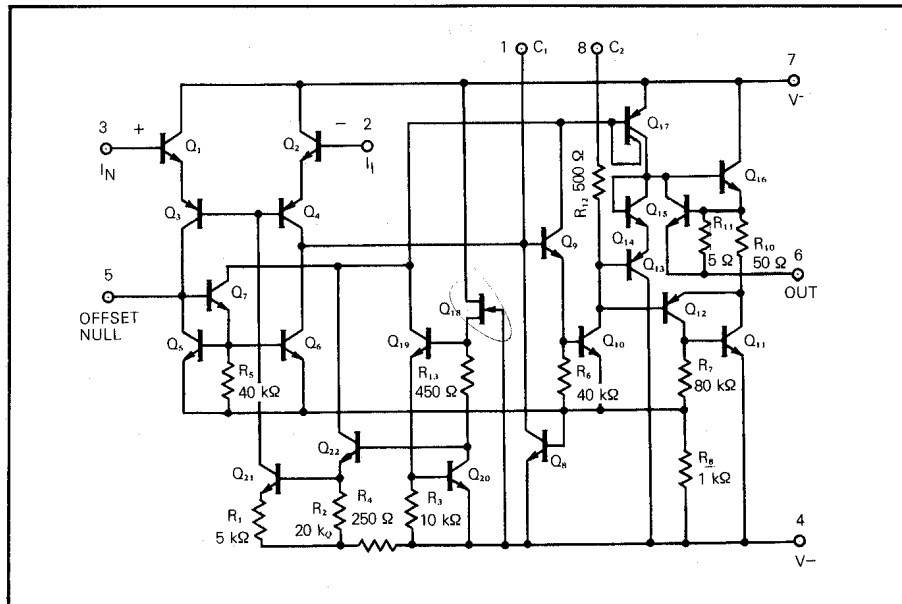 1 C₁
8 C₂
7
V-
3 +
I_N
Q₁
Q₂
− 2
I_I
Q₃
Q₄
Q₁₇
Q₁₆
R₁₂ 500 Ω
Q₁₅
Q₁₄
Q₁₃
R₁₁
5 Ω
R₁₀
50 Ω
6
OUT
5
OFFSET
NULL
Q₇
Q₉
Q₁₈
Q₁₉
Q₅
Q₆
R₅
40 kΩ
R₁₃
450 Ω
Q₁₀
R₆
40 kΩ
Q₁₂
Q₁₁
R₇
80 kΩ
Q₂₂
Q₂₁
Q₂₀
Q₈
R₈
1 kΩ
R₁
5 kΩ
R₂
20 kΩ
R₄
250 Ω
R₃
10 kΩ
4
V−